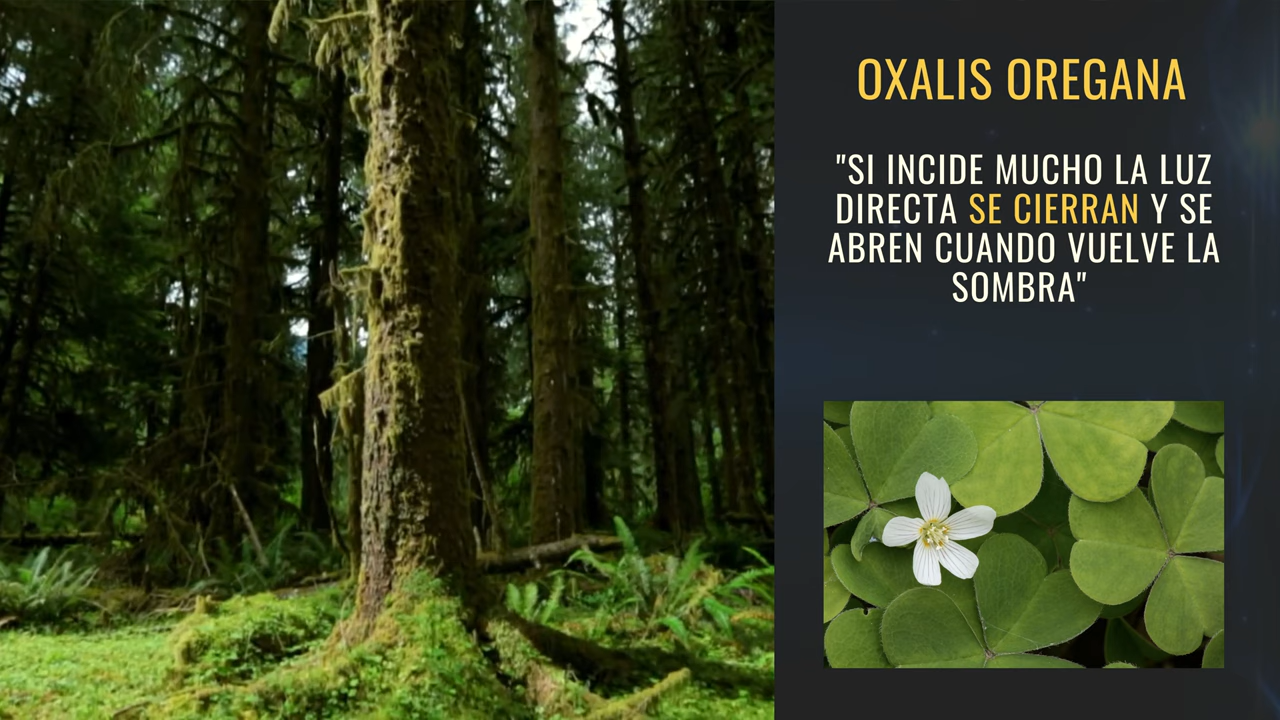 OXALIS OREGANA
"SI INCIDE MUCHO LA LUZ
DIRECTA SE CIERRAN Y SE
ABREN CUANDO VUELVE LA
SOMBRA"